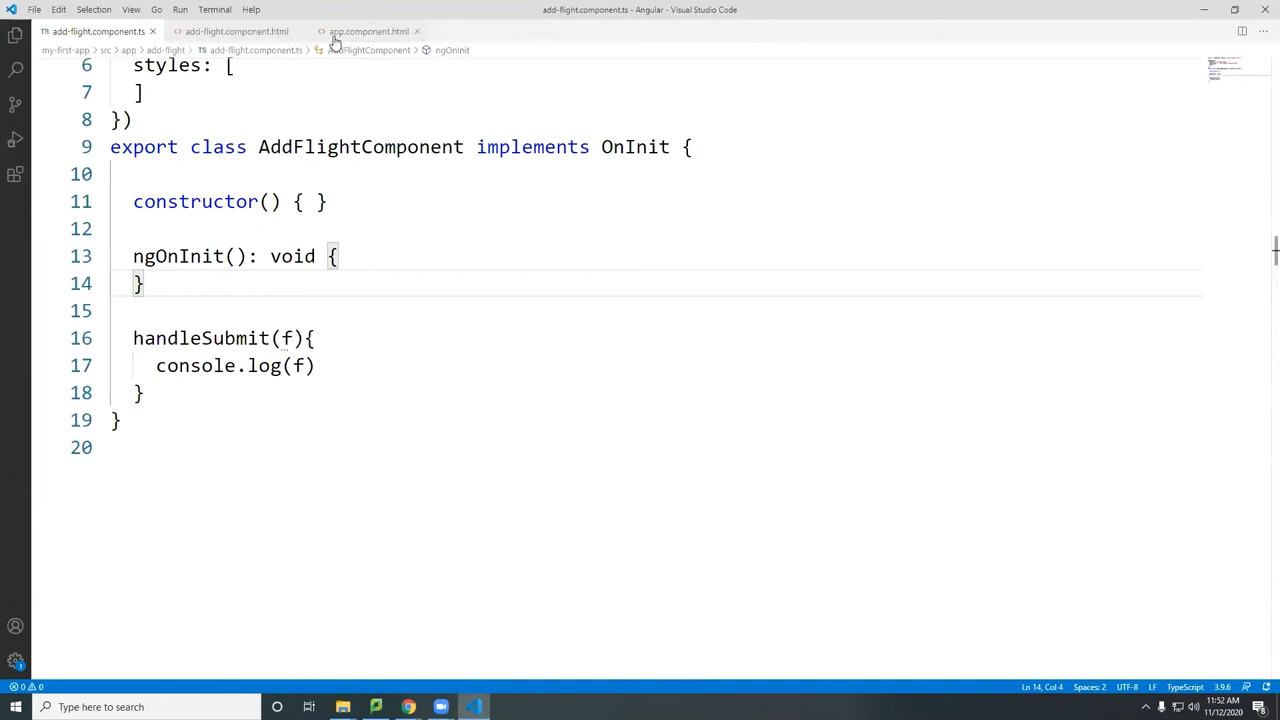 File Edit Selection View Go Run Terminal Help add-flight.component.ts - Angular - Visual Studio Code
TS add-flight.component.ts <> add-flight.component.html <> app.component.html
my-first-app > src > app > add-flight > TS add-flight.component.ts > AddFlightComponent > ngOnInit
6 styles: [
7 ]
8 })
9 export class AddFlightComponent implements OnInit {
10
11 constructor() { }
12
13 ngOnInit(): void {
14 }
15
16 handleSubmit(f){
17 console.log(f)
18 }
19 }
20
0 0 Ln 14, Col 4 Spaces: 2 UTF-8 LF TypeScript 3.9.6
Type here to search
11:52 AM
11/12/2020